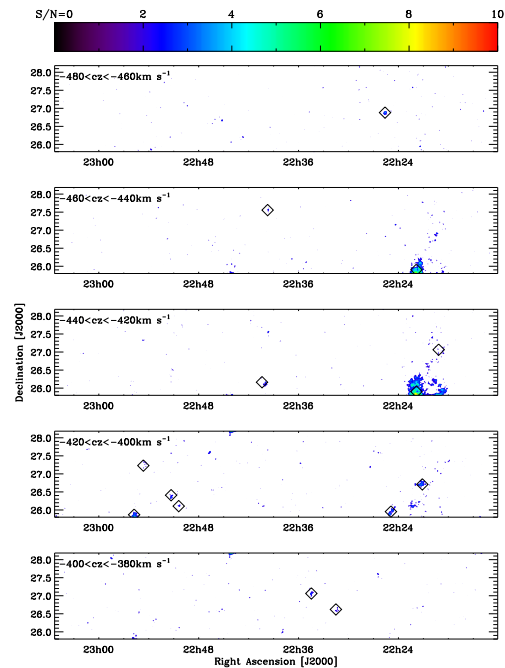 S/N=0 2 4 6 8 10
28.0
-480<cz<-460km s⁻¹
27.5
27.0
26.5
26.0
23h00 22h48 22h36 22h24
28.0
-460<cz<-440km s⁻¹
27.5
27.0
26.5
26.0
23h00 22h48 22h36 22h24
Declination [J2000]
28.0
-440<cz<-420km s⁻¹
27.5
27.0
26.5
26.0
23h00 22h48 22h36 22h24
28.0
-420<cz<-400km s⁻¹
27.5
27.0
26.5
26.0
23h00 22h48 22h36 22h24
28.0
-400<cz<-380km s⁻¹
27.5
27.0
26.5
26.0
23h00 22h48 22h36 22h24
Right Ascension [J2000]